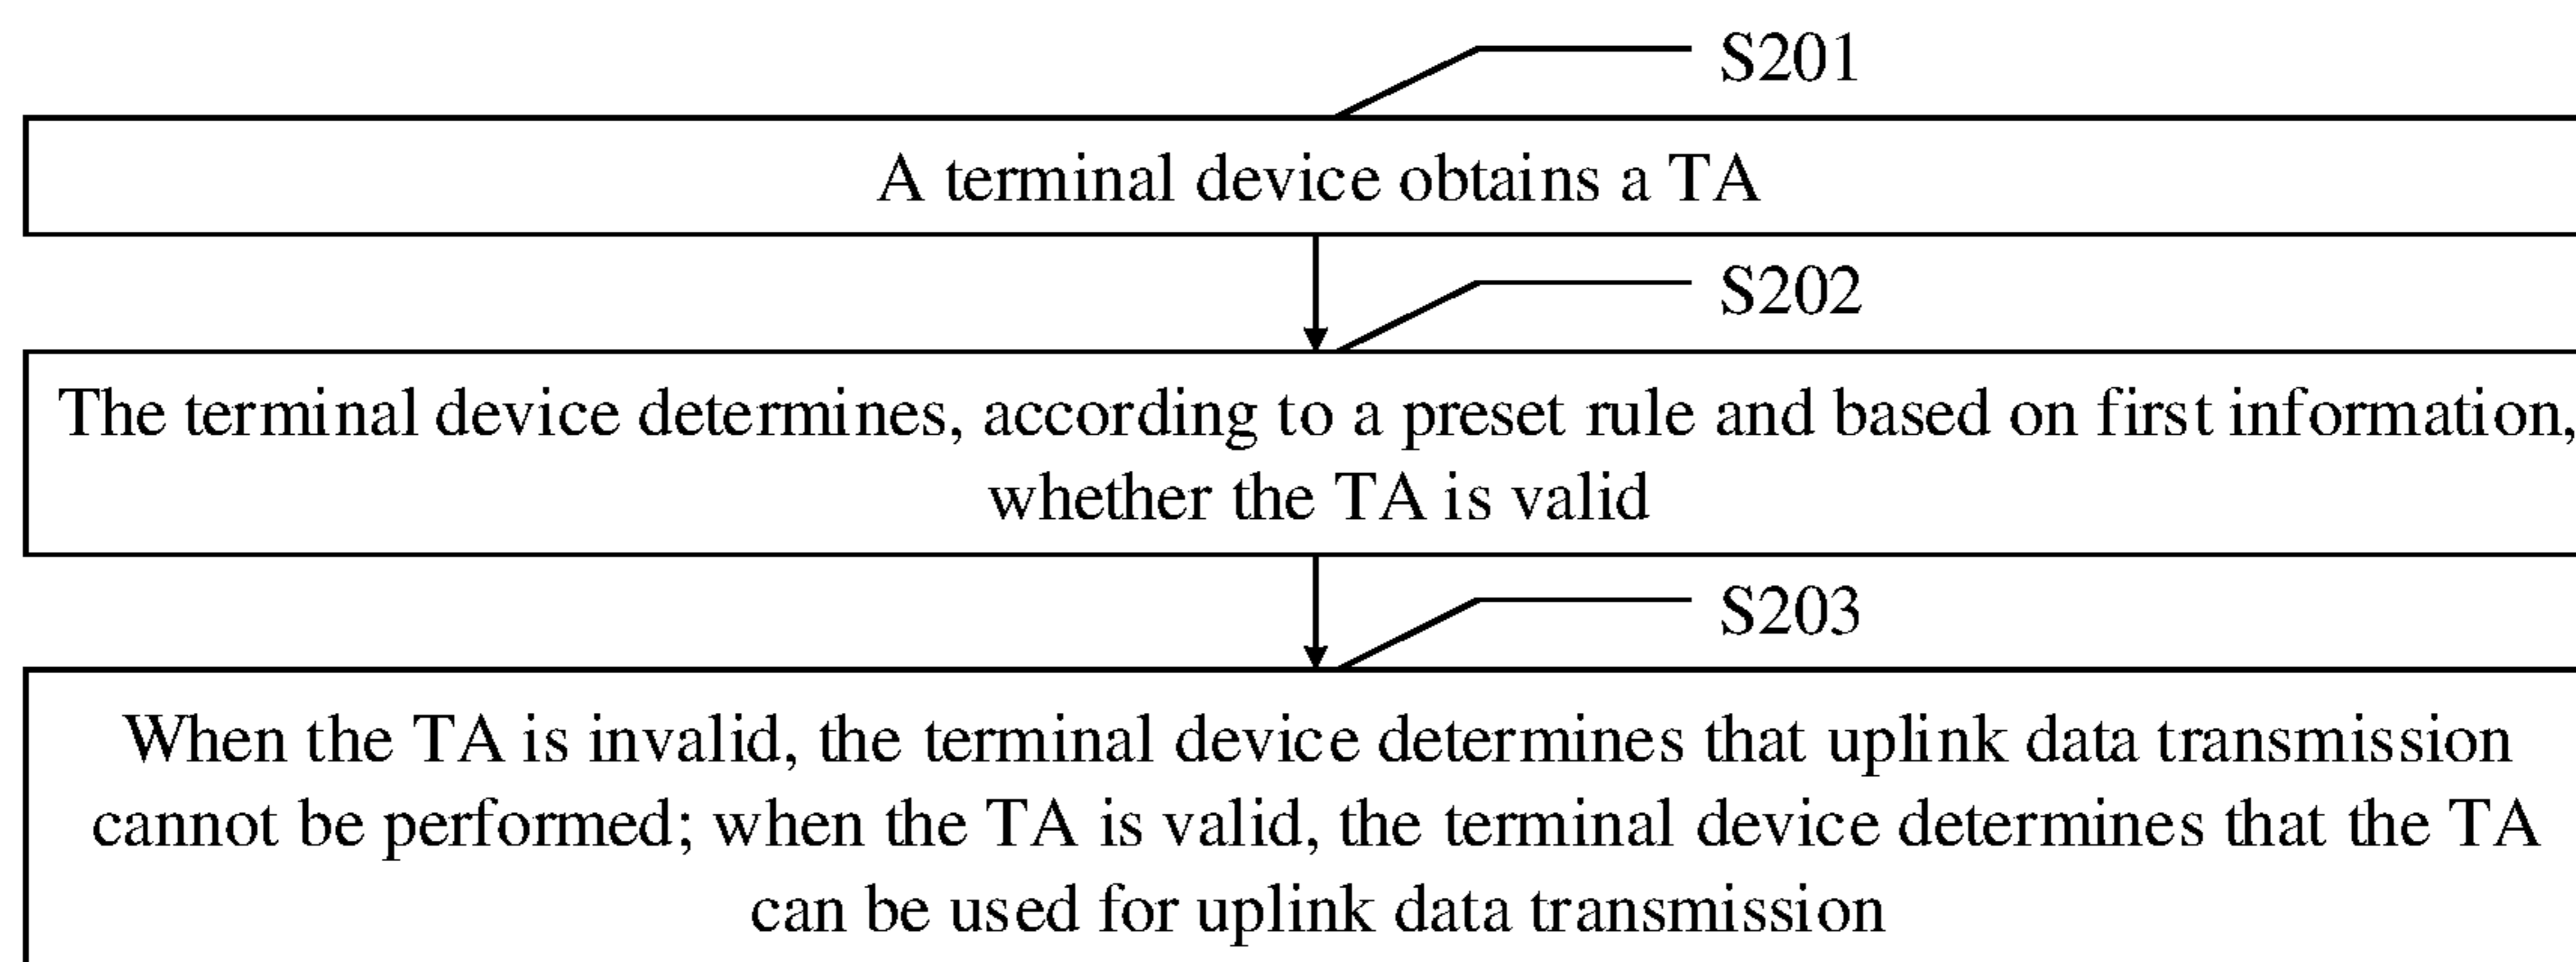 S201
A terminal device obtains a TA
S202
The terminal device determines, according to a preset rule and based on first information,
whether the TA is valid
S203
When the TA is invalid, the terminal device determines that uplink data transmission
cannot be performed; when the TA is valid, the terminal device determines that the TA
can be used for uplink data transmission